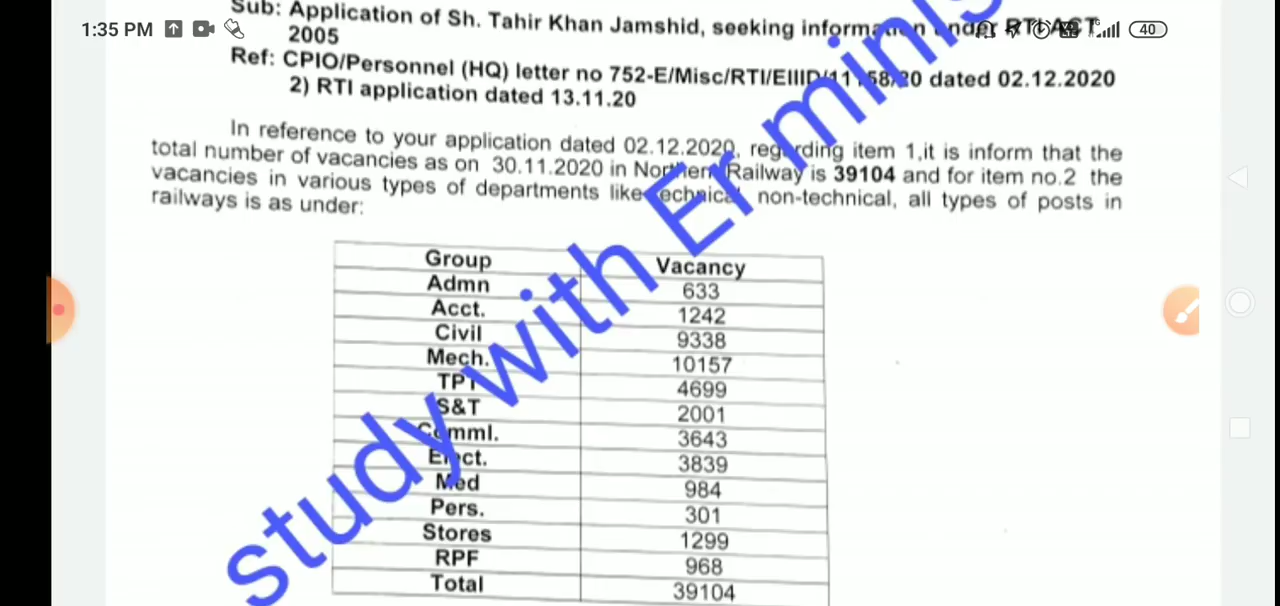 1:35 PM
40
Sub: Application of Sh. Tahir Khan Jamshid, seeking information under RTI ACT
2005
Ref: CPIO/Personnel (HQ) letter no 752-E/Misc/RTI/EIIID/11158/20 dated 02.12.2020
2) RTI application dated 13.11.20
In reference to your application dated 02.12.2020, regarding item 1,it is inform that the
total number of vacancies as on 30.11.2020 in Northern Railway is 39104 and for item no.2 the
vacancies in various types of departments like technical, non-technical, all types of posts in
railways is as under:
Group Vacancy
Admn 633
Acct. 1242
Civil 9338
Mech. 10157
TPT 4699
S&T 2001
Comml. 3643
Elect. 3839
Med 984
Pers. 301
Stores 1299
RPF 968
Total 39104
study with Er minis